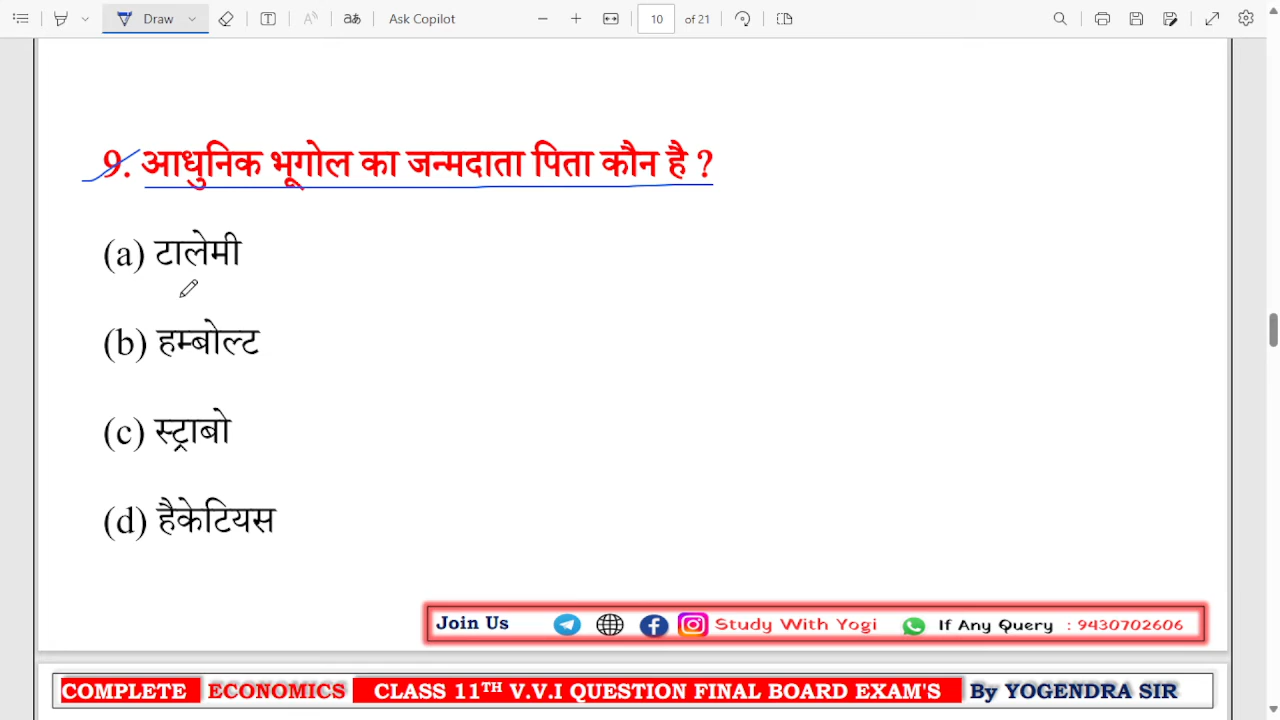 Draw
Ask Copilot
10 of 21
9. आधुनिक भूगोल का जन्मदाता पिता कौन है ?
(a) टालेमी
(b) हम्बोल्ट
(c) स्ट्राबो
(d) हैकेटियस
Join Us Study With Yogi If Any Query : 9430702606
COMPLETE ECONOMICS CLASS 11TH V.V.I QUESTION FINAL BOARD EXAM'S By YOGENDRA SIR